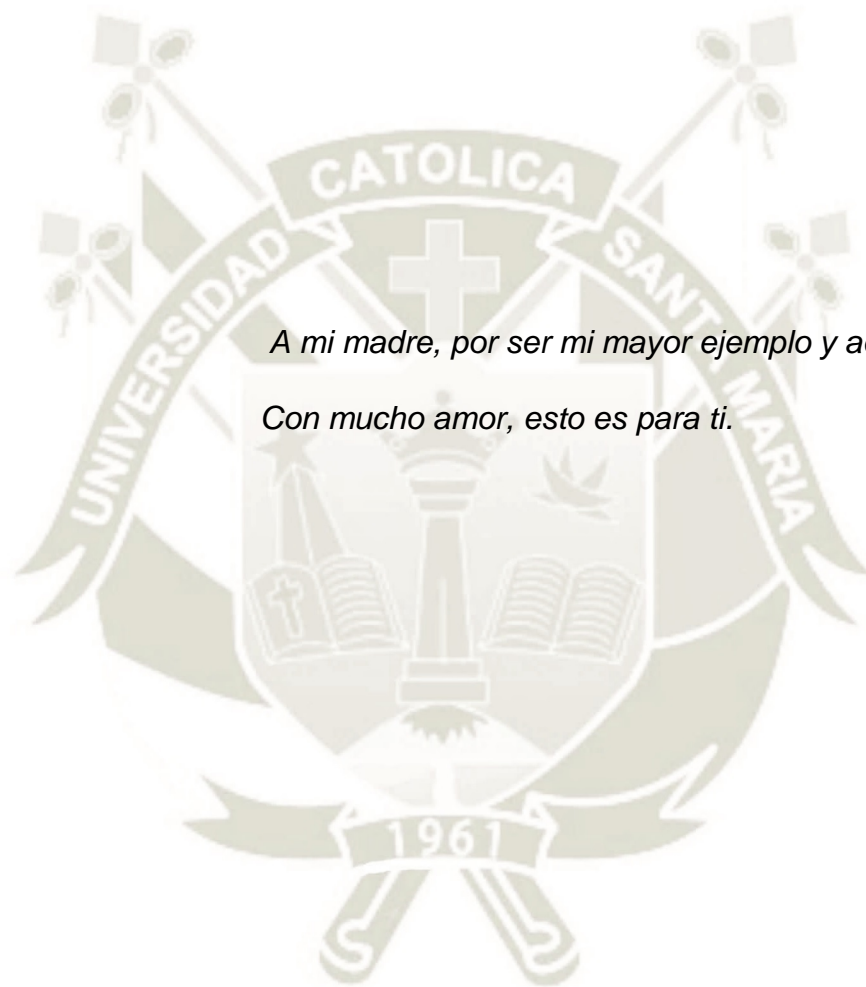 CATOLICA
UNIVERSIDAD
SANTA MARIA
A mi madre, por ser mi mayor ejemplo y
Con mucho amor, esto es para ti.
1961
S